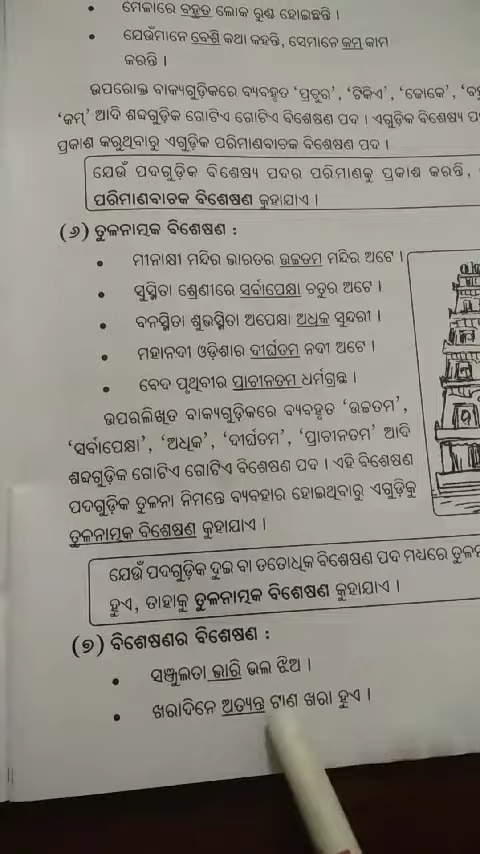 • ମେଳାରେ ବହୁତ ଲୋକ ରୁଣ୍ଡ ହୋଇଛନ୍ତି ।
• ଯେଉଁମାନେ ବେଶି କଥା କହନ୍ତି, ସେମାନେ କମ୍ କାମ
କରନ୍ତି ।
ଉପରୋକ୍ତ ବାକ୍ୟଗୁଡ଼ିକରେ ବ୍ୟବହୃତ ‘ପ୍ରଚୁର’, ‘ଟିକିଏ’, ‘ଢୋକେ’,
‘କମ୍’ ଆଦି ଶବ୍ଦଗୁଡ଼ିକ ଗୋଟିଏ ଗୋଟିଏ ବିଶେଷଣ ପଦ । ଏଗୁଡ଼ିକ ବିଶେଷ୍ୟ
ପ୍ରକାଶ କରୁଥିବାରୁ ଏଗୁଡ଼ିକ ପରିମାଣବାଚକ ବିଶେଷଣ ପଦ ।
ଯେଉଁ ପଦଗୁଡ଼ିକ ବିଶେଷ୍ୟ ପଦର ପରିମାଣକୁ ପ୍ରକାଶ କରନ୍ତି,
ପରିମାଣବାଚକ ବିଶେଷଣ କୁହାଯାଏ ।
(୬) ତୁଳନାତ୍ମକ ବିଶେଷଣ :
• ମୀନାକ୍ଷୀ ମନ୍ଦିର ଭାରତର ଉଚ୍ଚତମ ମନ୍ଦିର ଅଟେ ।
• ସୁସ୍ମିତା ଶ୍ରେଣୀରେ ସର୍ବାପେକ୍ଷା ଚତୁର ଅଟେ ।
• ବନସ୍ମିତା ଶୁଭସ୍ମିତା ଅପେକ୍ଷା ଅଧିକ ସୁନ୍ଦରୀ ।
• ମହାନଦୀ ଓଡ଼ିଶାର ଦୀର୍ଘତମ ନଦୀ ଅଟେ ।
• ବେଦ ପୃଥିବୀର ପ୍ରାଚୀନତମ ଧର୍ମଗ୍ରନ୍ଥ ।
ଉପରଲିଖିତ ବାକ୍ୟଗୁଡ଼ିକରେ ବ୍ୟବହୃତ ‘ଉଚ୍ଚତମ’,
‘ସର୍ବାପେକ୍ଷା’, ‘ଅଧିକ’, ‘ଦୀର୍ଘତମ’, ‘ପ୍ରାଚୀନତମ’ ଆଦି
ଶବ୍ଦଗୁଡ଼ିକ ଗୋଟିଏ ଗୋଟିଏ ବିଶେଷଣ ପଦ । ଏହି ବିଶେଷଣ
ପଦଗୁଡ଼ିକ ତୁଳନା ନିମନ୍ତେ ବ୍ୟବହାର ହୋଇଥିବାରୁ ଏଗୁଡ଼ିକୁ
ତୁଳନାତ୍ମକ ବିଶେଷଣ କୁହାଯାଏ ।
ଯେଉଁ ପଦଗୁଡ଼ିକ ଦୁଇ ବା ତତୋଧିକ ବିଶେଷଣ ପଦ ମଧ୍ୟରେ
ହୁଏ, ତାହାକୁ ତୁଳନାତ୍ମକ ବିଶେଷଣ କୁହାଯାଏ ।
(୭) ବିଶେଷଣର ବିଶେଷଣ :
• ସଞ୍ଜୁଲତା ଭାରି ଭଲ ଝିଅ ।
• ଖରାଦିନେ ଅତ୍ୟନ୍ତ ଟାଣ ଖରା ହୁଏ ।